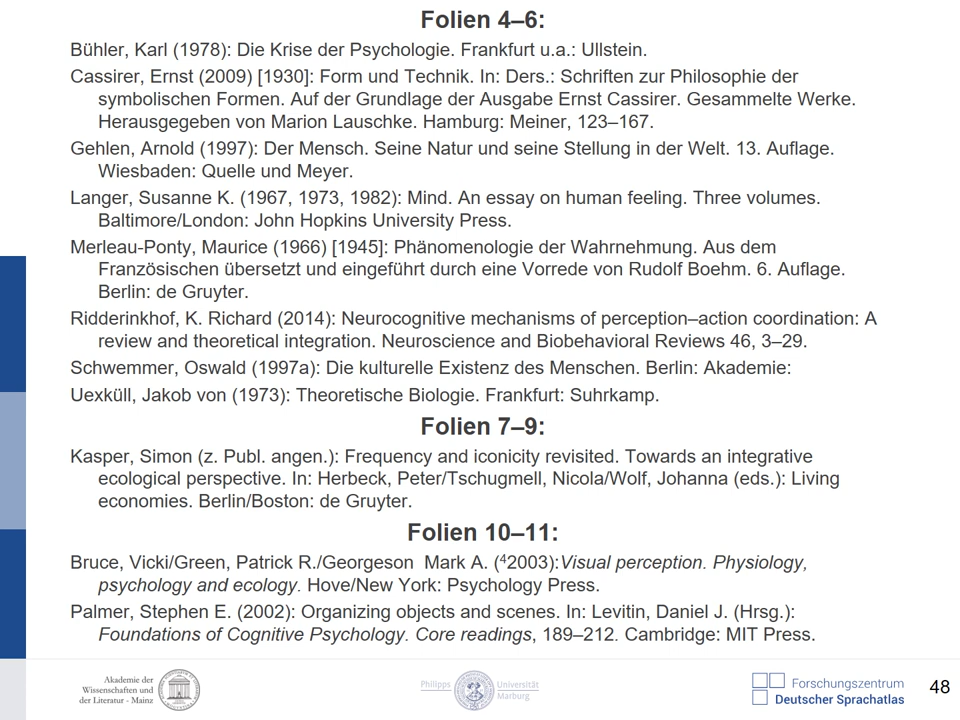 Folien 4–6:
Bühler, Karl (1978): Die Krise der Psychologie. Frankfurt u.a.: Ullstein.
Cassirer, Ernst (2009) [1930]: Form und Technik. In: Ders.: Schriften zur Philosophie der
symbolischen Formen. Auf der Grundlage der Ausgabe Ernst Cassirer. Gesammelte Werke.
Herausgegeben von Marion Lauschke. Hamburg: Meiner, 123–167.
Gehlen, Arnold (1997): Der Mensch. Seine Natur und seine Stellung in der Welt. 13. Auflage.
Wiesbaden: Quelle und Meyer.
Langer, Susanne K. (1967, 1973, 1982): Mind. An essay on human feeling. Three volumes.
Baltimore/London: John Hopkins University Press.
Merleau-Ponty, Maurice (1966) [1945]: Phänomenologie der Wahrnehmung. Aus dem
Französischen übersetzt und eingeführt durch eine Vorrede von Rudolf Boehm. 6. Auflage.
Berlin: de Gruyter.
Ridderinkhof, K. Richard (2014): Neurocognitive mechanisms of perception–action coordination: A
review and theoretical integration. Neuroscience and Biobehavioral Reviews 46, 3–29.
Schwemmer, Oswald (1997a): Die kulturelle Existenz des Menschen. Berlin: Akademie:
Uexküll, Jakob von (1973): Theoretische Biologie. Frankfurt: Suhrkamp.
Folien 7–9:
Kasper, Simon (z. Publ. angen.): Frequency and iconicity revisited. Towards an integrative
ecological perspective. In: Herbeck, Peter/Tschugmell, Nicola/Wolf, Johanna (eds.): Living
economies. Berlin/Boston: de Gruyter.
Folien 10–11:
Bruce, Vicki/Green, Patrick R./Georgeson Mark A. (⁴2003):Visual perception. Physiology,
psychology and ecology. Hove/New York: Psychology Press.
Palmer, Stephen E. (2002): Organizing objects and scenes. In: Levitin, Daniel J. (Hrsg.):
Foundations of Cognitive Psychology. Core readings, 189–212. Cambridge: MIT Press.
Akademie der
Wissenschaften und
der Literatur - Mainz
Philipps Universität
Marburg
Forschungszentrum
Deutscher Sprachatlas
48